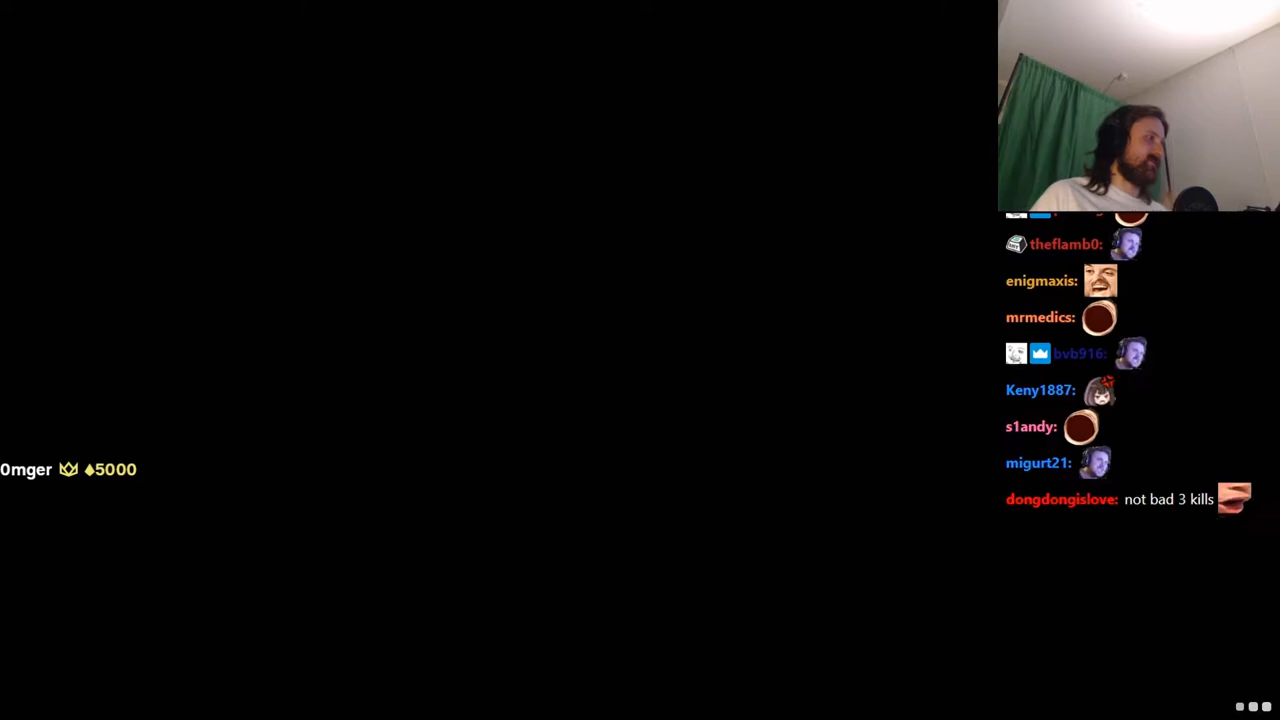 theflamb0:
enigmaxis:
mrmedics:
bvb916:
Keny1887:
s1andy:
migurt21:
0mger 5000
dongdongislove: not bad 3 kills